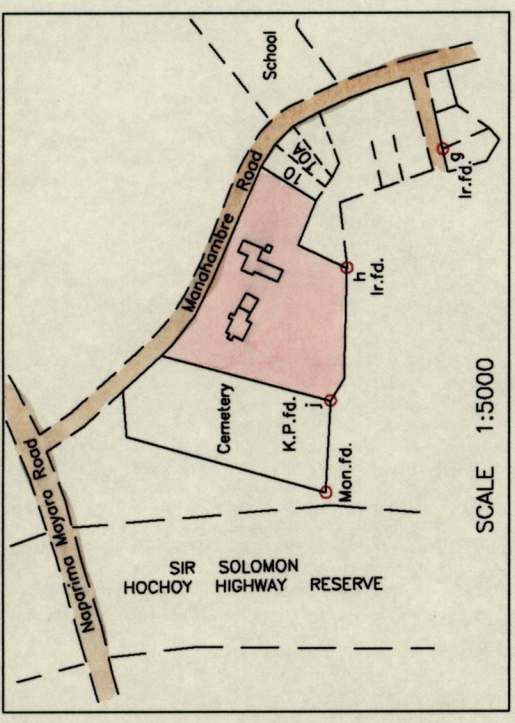 School
Manahambre Road
10
TOA
Ir.fd.
g
h
Ir.fd.
Cemetery
K.P.fd.
j
Mon.fd.
Naparima Mayaro Road
SIR SOLOMON
HOCHOY HIGHWAY RESERVE
SCALE 1:5000